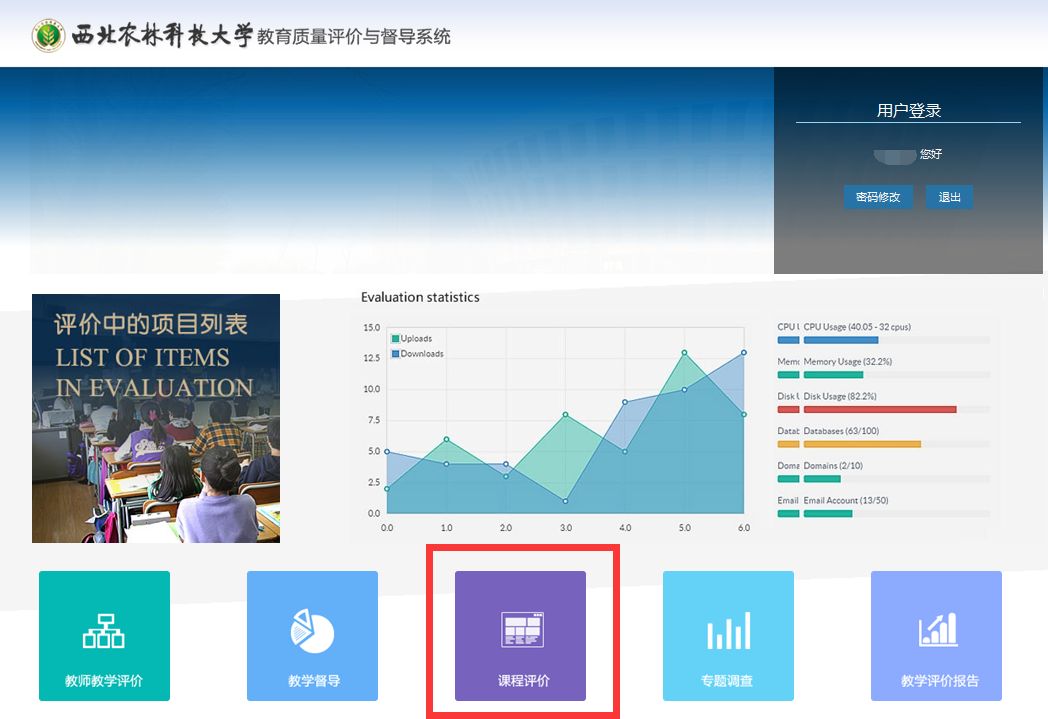 西北农林科技大学 教育质量评价与督导系统
用户登录
您好
密码修改 退出
评价中的项目列表
LIST OF ITEMS
IN EVALUATION
Evaluation statistics
15.0
12.5
10.0
7.5
5.0
2.5
0.0
Uploads
Downloads
0.0 1.0 2.0 3.0 4.0 5.0 6.0
CPU U CPU Usage (40.05 - 32 cpus)
Memo Memory Usage (32.2%)
Disk U Disk Usage (82.2%)
Datab Databases (63/100)
Doma Domains (2/10)
Email Email Account (13/50)
教师教学评价
教学督导
课程评价
专题调查
教学评价报告